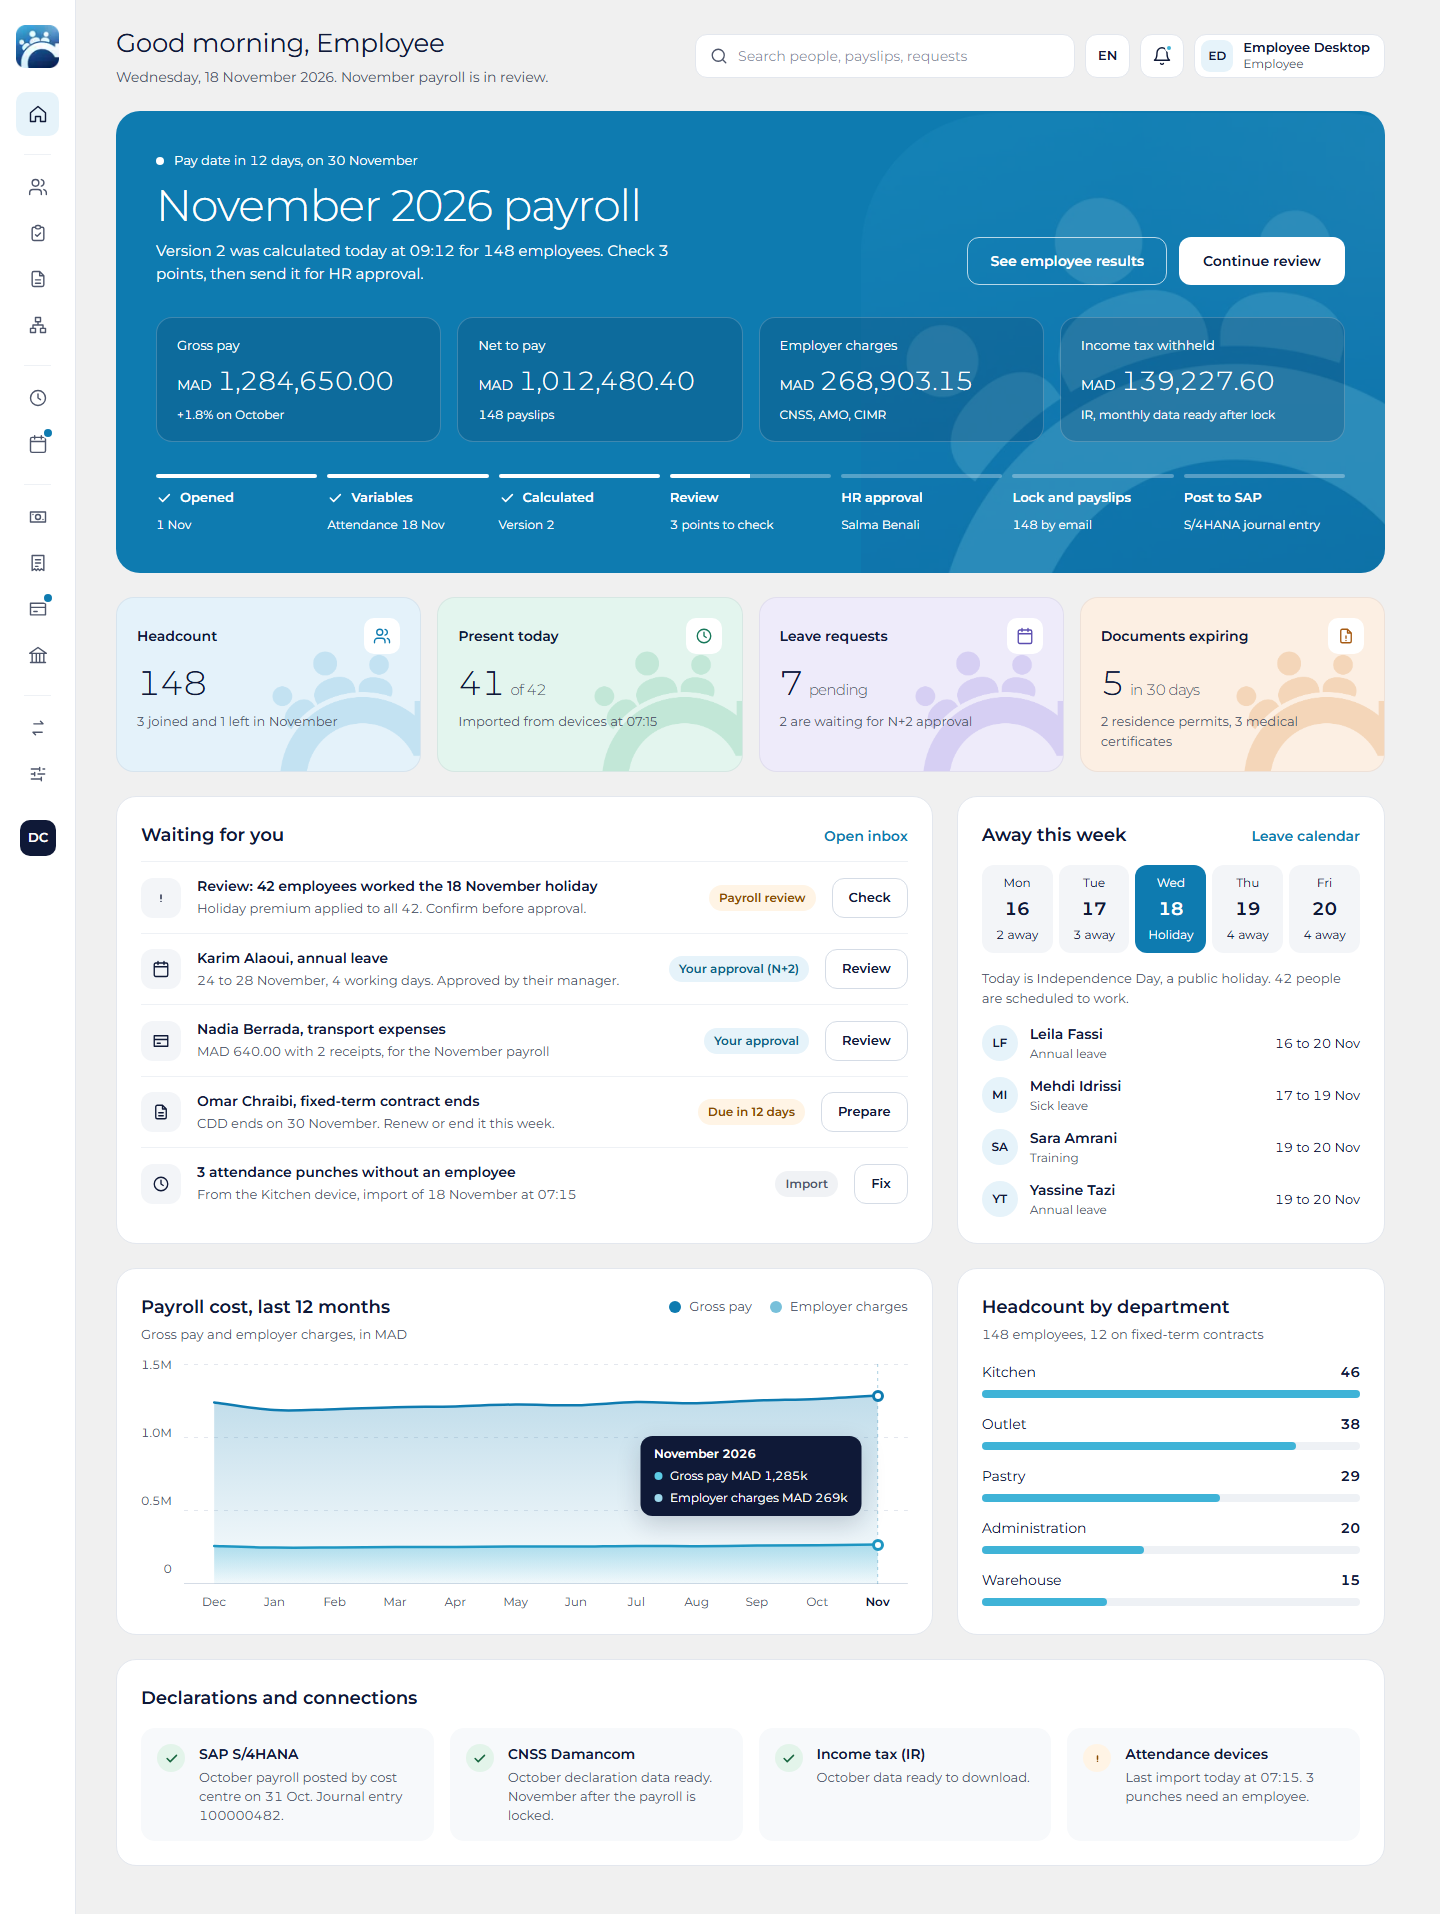 Good morning, Employee
Wednesday, 18 November 2026. November payroll is in review.
Search people, payslips, requests
EN
ED
Employee Desktop
Employee
Pay date in 12 days, on 30 November
November 2026 payroll
Version 2 was calculated today at 09:12 for 148 employees. Check 3
points, then send it for HR approval.
See employee results
Continue review
Gross pay
MAD 1,284,650.00
+1.8% on October
Net to pay
MAD 1,012,480.40
148 payslips
Employer charges
MAD 268,903.15
CNSS, AMO, CIMR
Income tax withheld
MAD 139,227.60
IR, monthly data ready after lock
Opened
1 Nov
Variables
Attendance 18 Nov
Calculated
Version 2
Review
3 points to check
HR approval
Salma Benali
Lock and payslips
148 by email
Post to SAP
S/4HANA journal entry
Headcount
148
3 joined and 1 left in November
Present today
41 of 42
Imported from devices at 07:15
Leave requests
7 pending
2 are waiting for N+2 approval
Documents expiring
5 in 30 days
2 residence permits, 3 medical
certificates
DC
Waiting for you
Open inbox
Review: 42 employees worked the 18 November holiday
Holiday premium applied to all 42. Confirm before approval.
Payroll review
Check
Karim Alaoui, annual leave
24 to 28 November, 4 working days. Approved by their manager.
Your approval (N+2)
Review
Nadia Berrada, transport expenses
MAD 640.00 with 2 receipts, for the November payroll
Your approval
Review
Omar Chraibi, fixed-term contract ends
CDD ends on 30 November. Renew or end it this week.
Due in 12 days
Prepare
3 attendance punches without an employee
From the Kitchen device, import of 18 November at 07:15
Import
Fix
Away this week
Leave calendar
Mon
16
2 away
Tue
17
3 away
Wed
18
Holiday
Thu
19
4 away
Fri
20
4 away
Today is Independence Day, a public holiday. 42 people
are scheduled to work.
LF
Leila Fassi
Annual leave
16 to 20 Nov
MI
Mehdi Idrissi
Sick leave
17 to 19 Nov
SA
Sara Amrani
Training
19 to 20 Nov
YT
Yassine Tazi
Annual leave
19 to 20 Nov
Payroll cost, last 12 months
Gross pay and employer charges, in MAD
Gross pay
Employer charges
1.5M
1.0M
0.5M
0
November 2026
Gross pay MAD 1,285k
Employer charges MAD 269k
Dec Jan Feb Mar Apr May Jun Jul Aug Sep Oct Nov
Headcount by department
148 employees, 12 on fixed-term contracts
Kitchen 46
Outlet 38
Pastry 29
Administration 20
Warehouse 15
Declarations and connections
SAP S/4HANA
October payroll posted by cost
centre on 31 Oct. Journal entry
100000482.
CNSS Damancom
October declaration data ready.
November after the payroll is
locked.
Income tax (IR)
October data ready to download.
Attendance devices
Last import today at 07:15. 3
punches need an employee.